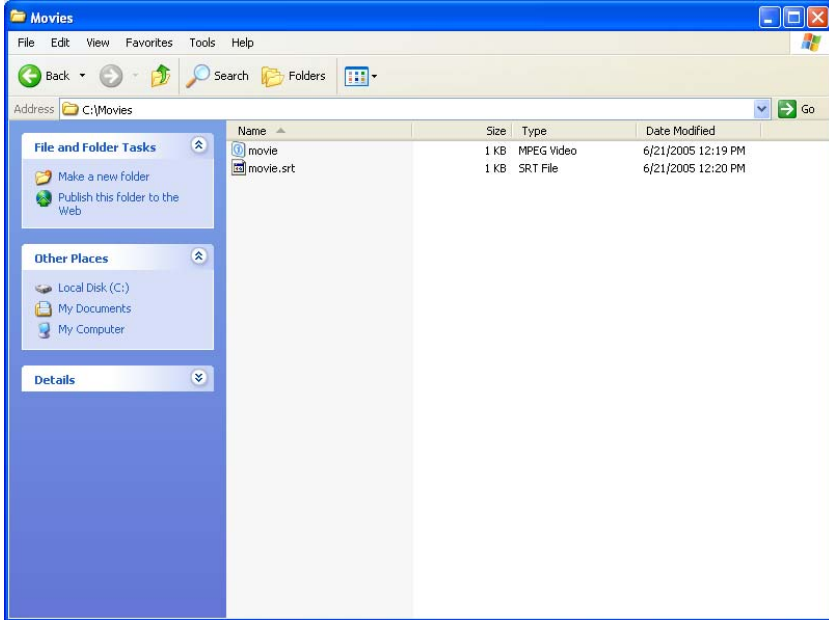 Movies
File Edit View Favorites Tools Help
Back Search Folders
Address C:\Movies Go
File and Folder Tasks
Make a new folder
Publish this folder to the
Web
Other Places
Local Disk (C:)
My Documents
My Computer
Details
Name Size Type Date Modified
movie 1 KB MPEG Video 6/21/2005 12:19 PM
movie.srt 1 KB SRT File 6/21/2005 12:20 PM